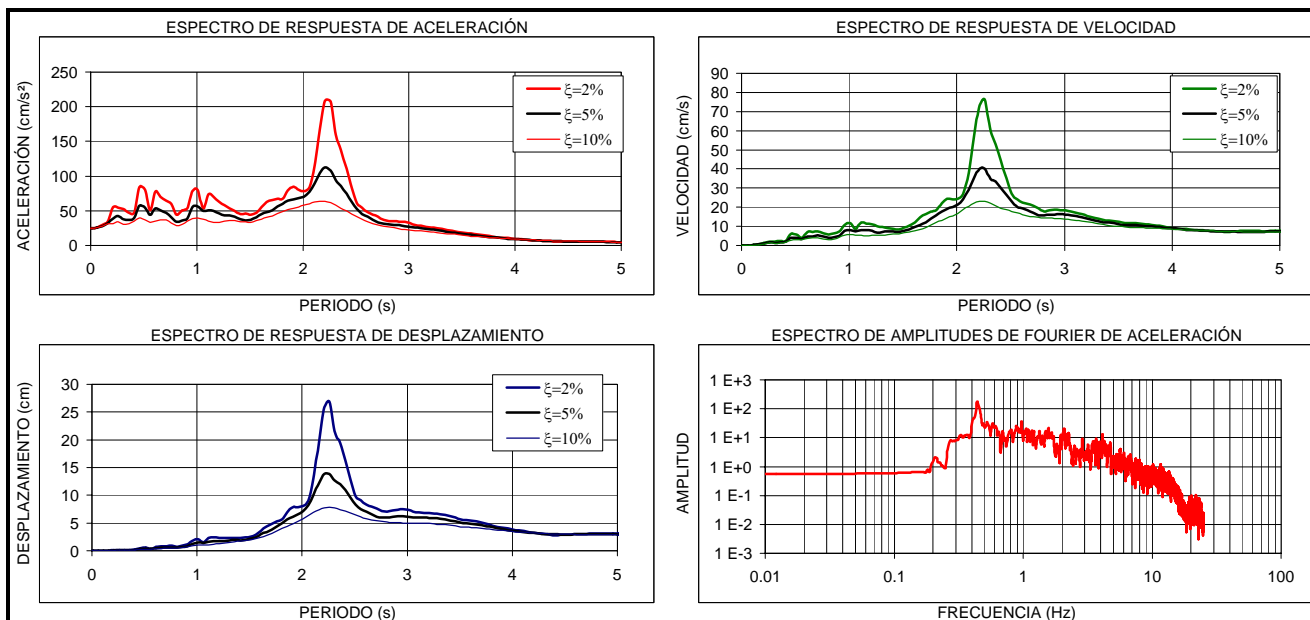 ESPECTRO DE RESPUESTA DE ACELERACIÓN
ACELERACIÓN (cm/s²)
250
200
150
100
50
0
0 1 2 3 4 5
PERIODO (s)
ξ=2%
ξ=5%
ξ=10%
ESPECTRO DE RESPUESTA DE VELOCIDAD
VELOCIDAD (cm/s)
90
80
70
60
50
40
30
20
10
0
0 1 2 3 4 5
PERIODO (s)
ξ=2%
ξ=5%
ξ=10%
ESPECTRO DE RESPUESTA DE DESPLAZAMIENTO
DESPLAZAMIENTO (cm)
30
25
20
15
10
5
0
0 1 2 3 4 5
PERIODO (s)
ξ=2%
ξ=5%
ξ=10%
ESPECTRO DE AMPLITUDES DE FOURIER DE ACELERACIÓN
AMPLITUD
1 E+3
1 E+2
1 E+1
1 E+0
1 E-1
1 E-2
1 E-3
0.01 0.1 1 10 100
FRECUENCIA (Hz)